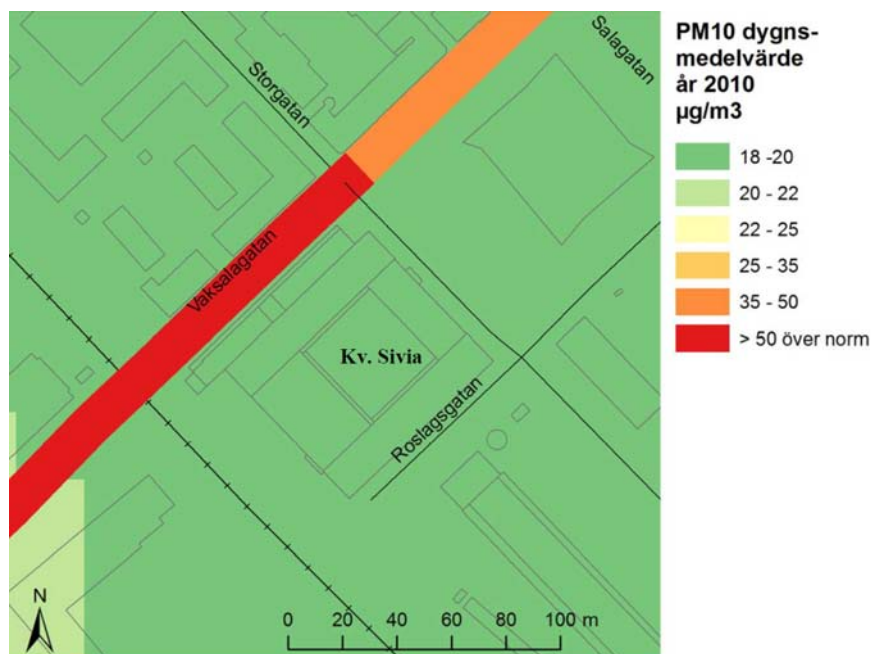 Storgatan
Salagatan
Vaksalagatan
Kv. Sivia
Roslagsgatan
N
0 20 40 60 80 100 m
PM10 dygns-
medelvärde
år 2010
µg/m3
18 -20
20 - 22
22 - 25
25 - 35
35 - 50
> 50 över norm